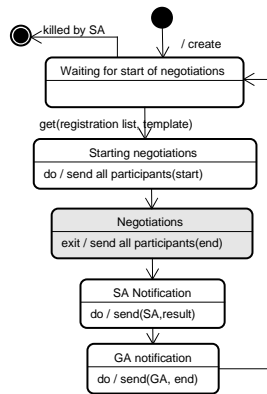 killed by SA
/ create
Waiting for start of negotiations
get(registration list, template)
Starting negotiations
do / send all participants(start)
Negotiations
exit / send all participants(end)
SA Notification
do / send(SA,result)
GA notification
do / send(GA, end)